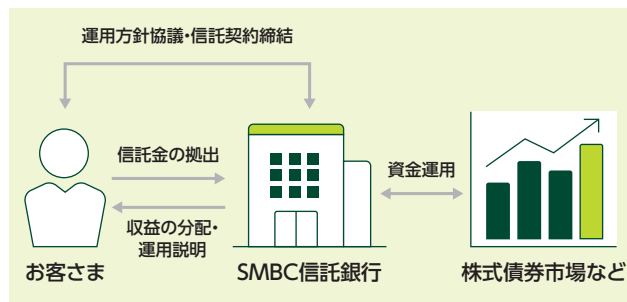 運用方針協議・信託契約締結
信託金の拠出
資金運用
収益の分配・
運用説明
お客さま
SMBC信託銀行
株式債券市場など